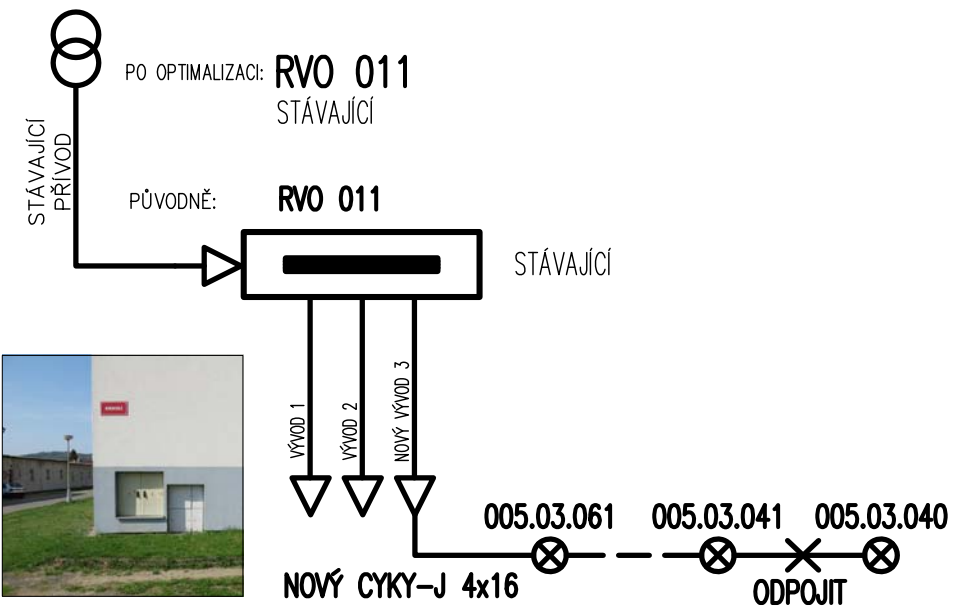 PO OPTIMALIZACI: RVO 011
STÁVAJÍCÍ
STÁVAJÍCÍ
PŘÍVOD
PŮVODNĚ: RVO 011
STÁVAJÍCÍ
VÝVOD 1
VÝVOD 2
NOVÝ VÝVOD 3
005.03.061 005.03.041 005.03.040
NOVÝ CYKY-J 4x16
ODPOJIT